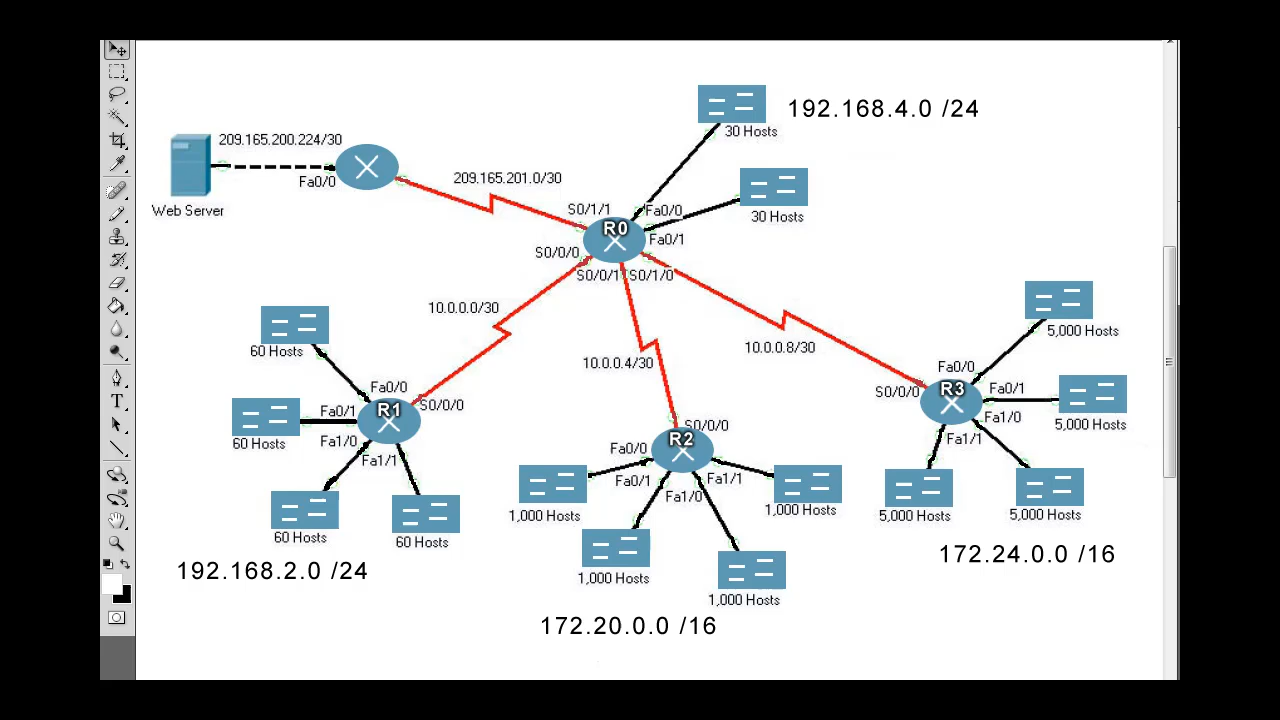 192.168.4.0 /24
30 Hosts
209.165.200.224/30
Fa0/0
Web Server
209.165.201.0/30
S0/1/1
Fa0/0
30 Hosts
R0
Fa0/1
S0/0/0
S0/0/1
S0/1/0
10.0.0.0/30
10.0.0.4/30
10.0.0.8/30
5,000 Hosts
60 Hosts
Fa0/0
S0/0/0
Fa0/1
R1
60 Hosts
Fa1/0
Fa1/1
60 Hosts
60 Hosts
192.168.2.0 /24
S0/0/0
R2
Fa0/0
Fa0/1
Fa1/0
Fa1/1
1,000 Hosts
1,000 Hosts
1,000 Hosts
1,000 Hosts
172.20.0.0 /16
Fa0/0
S0/0/0
R3
Fa0/1
Fa1/0
5,000 Hosts
Fa1/1
5,000 Hosts
5,000 Hosts
172.24.0.0 /16
T